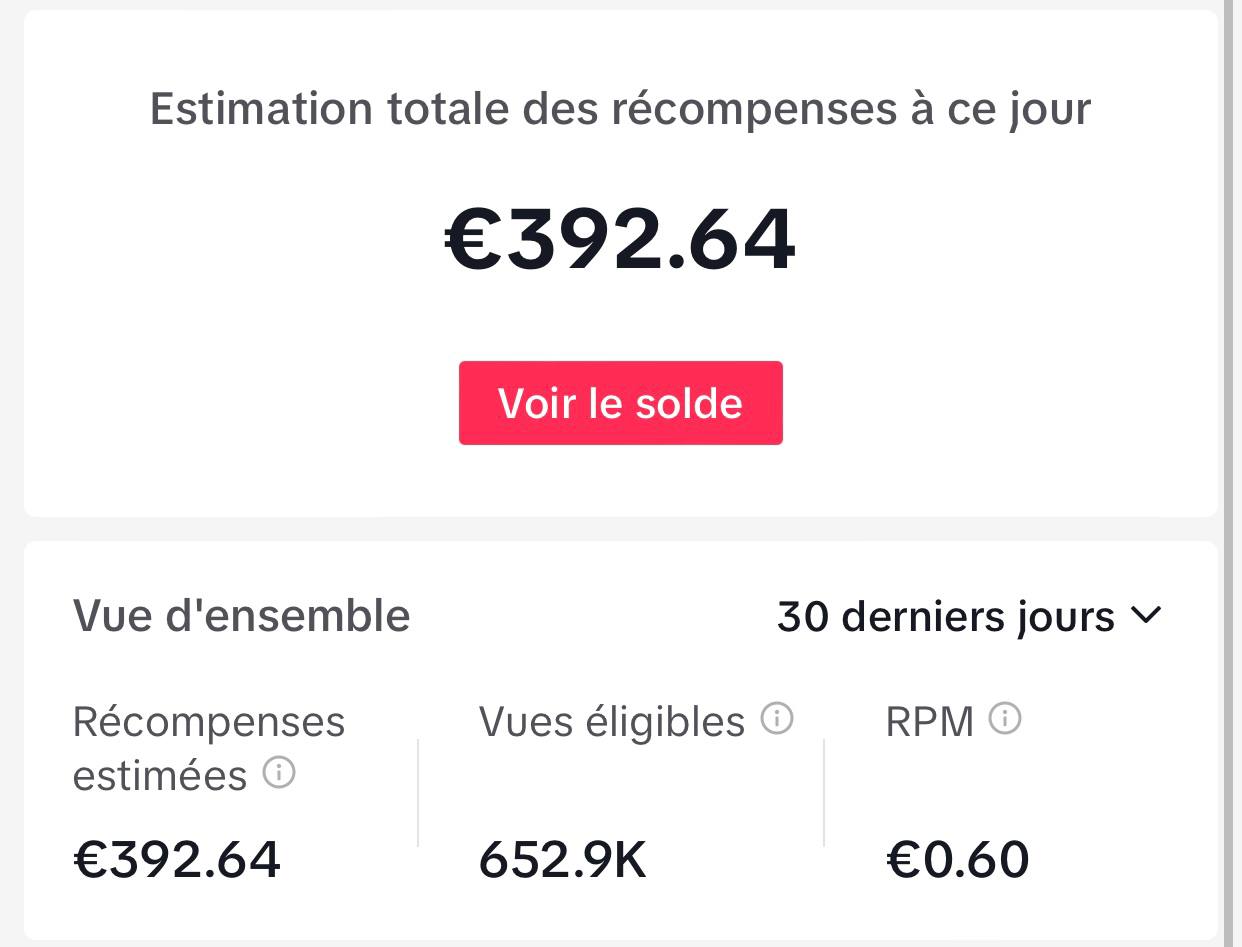 Estimation totale des récompenses à ce jour
€392.64
Voir le solde
Vue d'ensemble
30 derniers jours
Récompenses
estimées
Vues éligibles
RPM
€392.64
652.9K
€0.60